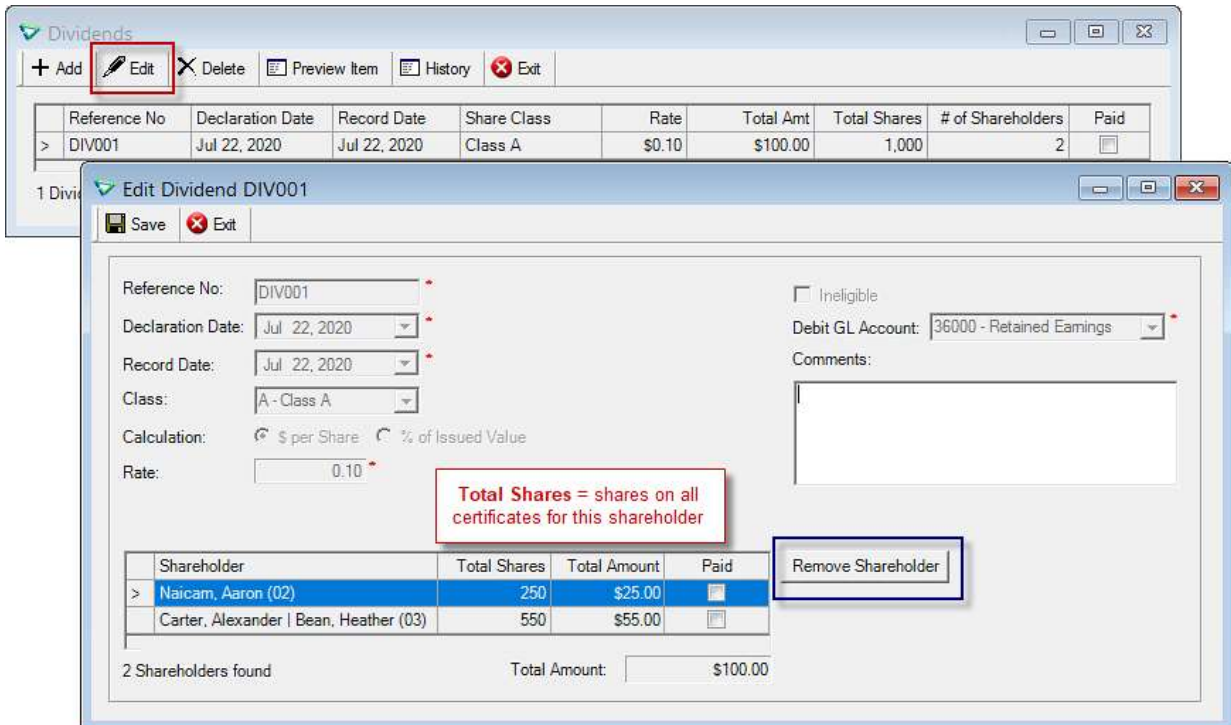 Dividends
Add Edit Delete Preview Item History Exit
Reference No Declaration Date Record Date Share Class Rate Total Amt Total Shares # of Shareholders Paid
> DIV001 Jul 22, 2020 Jul 22, 2020 Class A $0.10 $100.00 1,000 2
1 Divi
Edit Dividend DIV001
Save Exit
Reference No: DIV001 *
Ineligible
Declaration Date: Jul 22, 2020 *
Debit GL Account: 36000 - Retained Earnings *
Record Date: Jul 22, 2020 *
Comments:
Class: A - Class A
Calculation: $ per Share % of Issued Value
Rate: 0.10 *
Total Shares = shares on all
certificates for this shareholder
Shareholder Total Shares Total Amount Paid
Remove Shareholder
> Naicam, Aaron (02) 250 $25.00
Carter, Alexander | Bean, Heather (03) 550 $55.00
2 Shareholders found Total Amount: $100.00